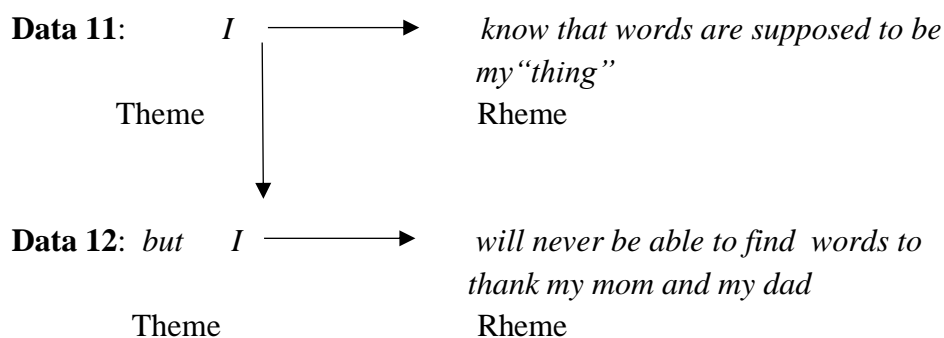 Data 11: I know that words are supposed to be
my“thing”
Theme Rheme
Data 12: but I will never be able to find words to
thank my mom and my dad
Theme Rheme